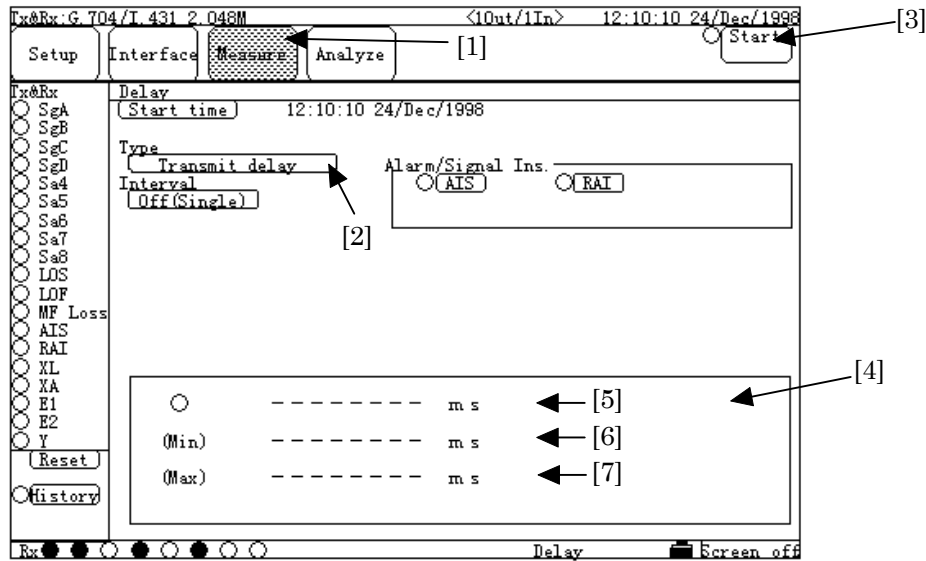 Tx&Rx:G.704/I.431 2.048M <1Out/1In> 12:10:10 24/Dec/1998
[3]
Setup Interface Measure Analyze [1] Start
Tx&Rx
SgA
SgB
SgC
SgD
Sa4
Sa5
Sa6
Sa7
Sa8
LOS
LOF
MF Loss
AIS
RAI
XL
XA
E1
E2
Y
Reset
History
Delay
Start time 12:10:10 24/Dec/1998
Type
Transmit delay
Interval
Off(Single)
[2]
Alarm/Signal Ins.
AIS RAI
[4]
-------- ms [5]
(Min) -------- ms [6]
(Max) -------- ms [7]
Rx Delay Screen off